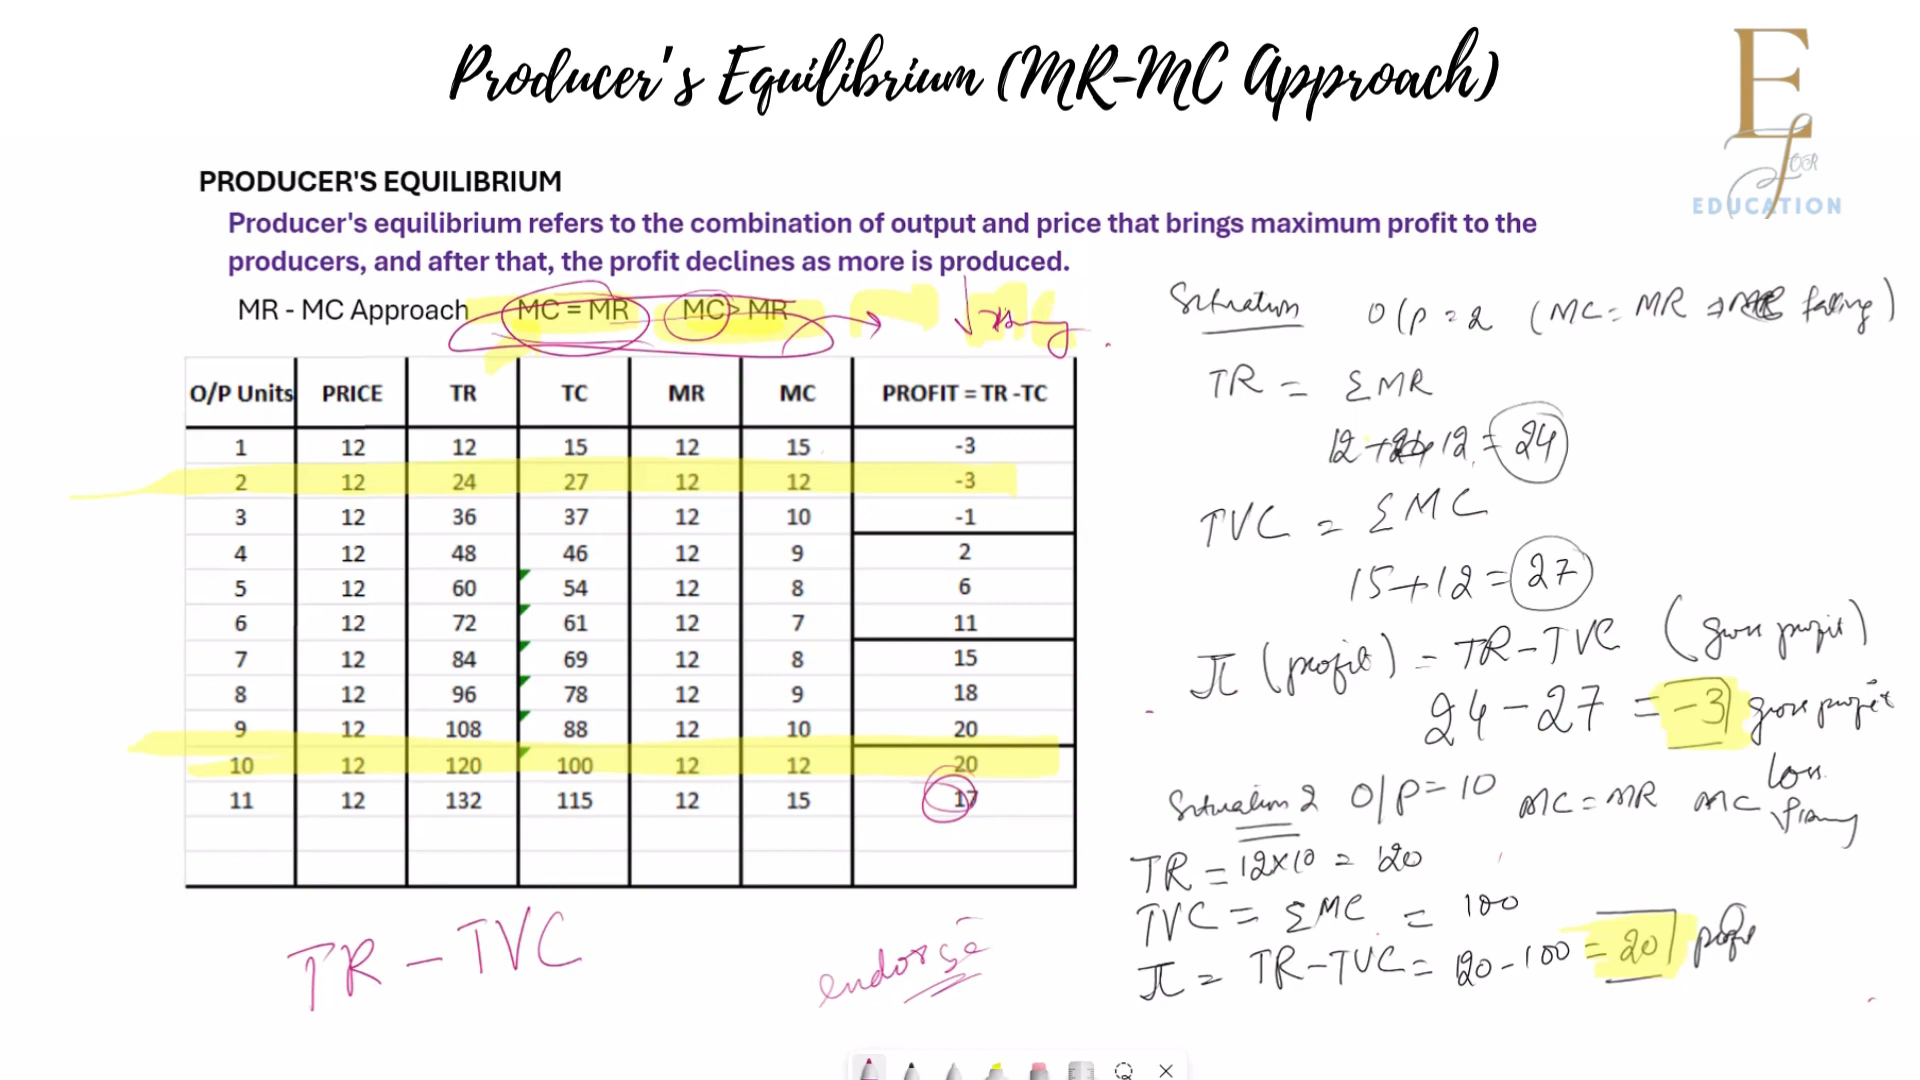 Producer's Equilibrium (MR-MC Approach)
E
for
EDUCATION
PRODUCER'S EQUILIBRIUM
Producer's equilibrium refers to the combination of output and price that brings maximum profit to the
producers, and after that, the profit declines as more is produced.
MR - MC Approach MC = MR MC> MR
O/P Units PRICE TR TC MR MC PROFIT = TR -TC
1 12 12 15 12 15 -3
2 12 24 27 12 12 -3
3 12 36 37 12 10 -1
4 12 48 46 12 9 2
5 12 60 54 12 8 6
6 12 72 61 12 7 11
7 12 84 69 12 8 15
8 12 96 78 12 9 18
9 12 108 88 12 10 20
10 12 120 100 12 12 20
11 12 132 115 12 15 17
TR - TVC
endorse
Situation O/P = 2 (MC = MR falling)
TR = ΣMR
12 + 12 = 24
TVC = ΣMC
15+12 = 27
π (profit) = TR-TVC (gross profit)
24 - 27 = -3 gross profit
loss
Situation 2 O/P = 10 MC = MR MC
TR = 12x10 = 120
TVC = ΣMC = 100
π = TR-TVC = 120-100 = 20 profit